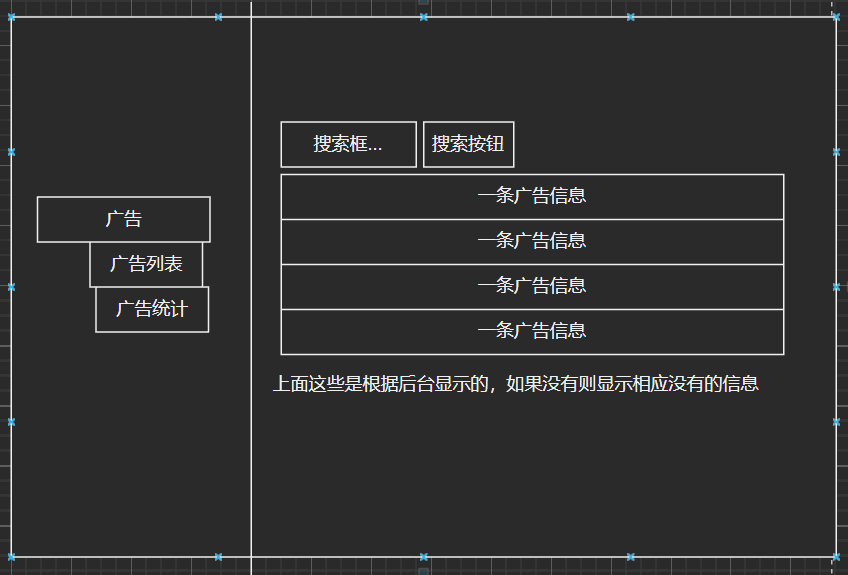 搜索框...
搜索按钮
广告
广告列表
广告统计
一条广告信息
一条广告信息
一条广告信息
一条广告信息
上面这些是根据后台显示的，如果没有则显示相应没有的信息